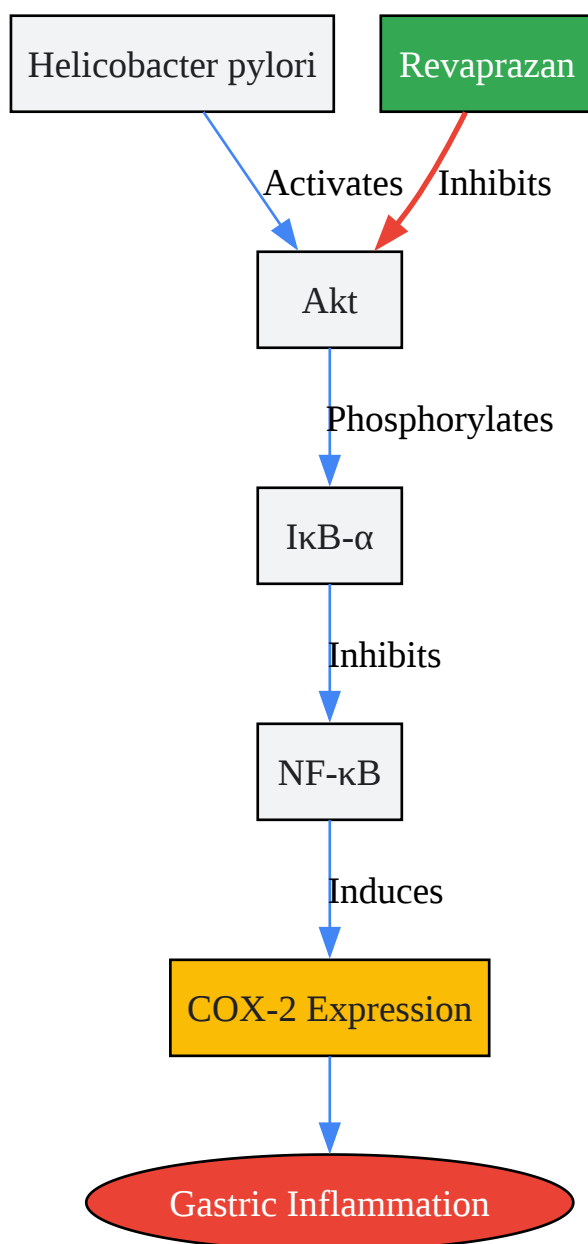 Helicobacter pylori
Revaprazan
Activates
Inhibits
Akt
Phosphorylates
IκB-α
Inhibits
NF-κB
Induces
COX-2 Expression
Gastric Inflammation